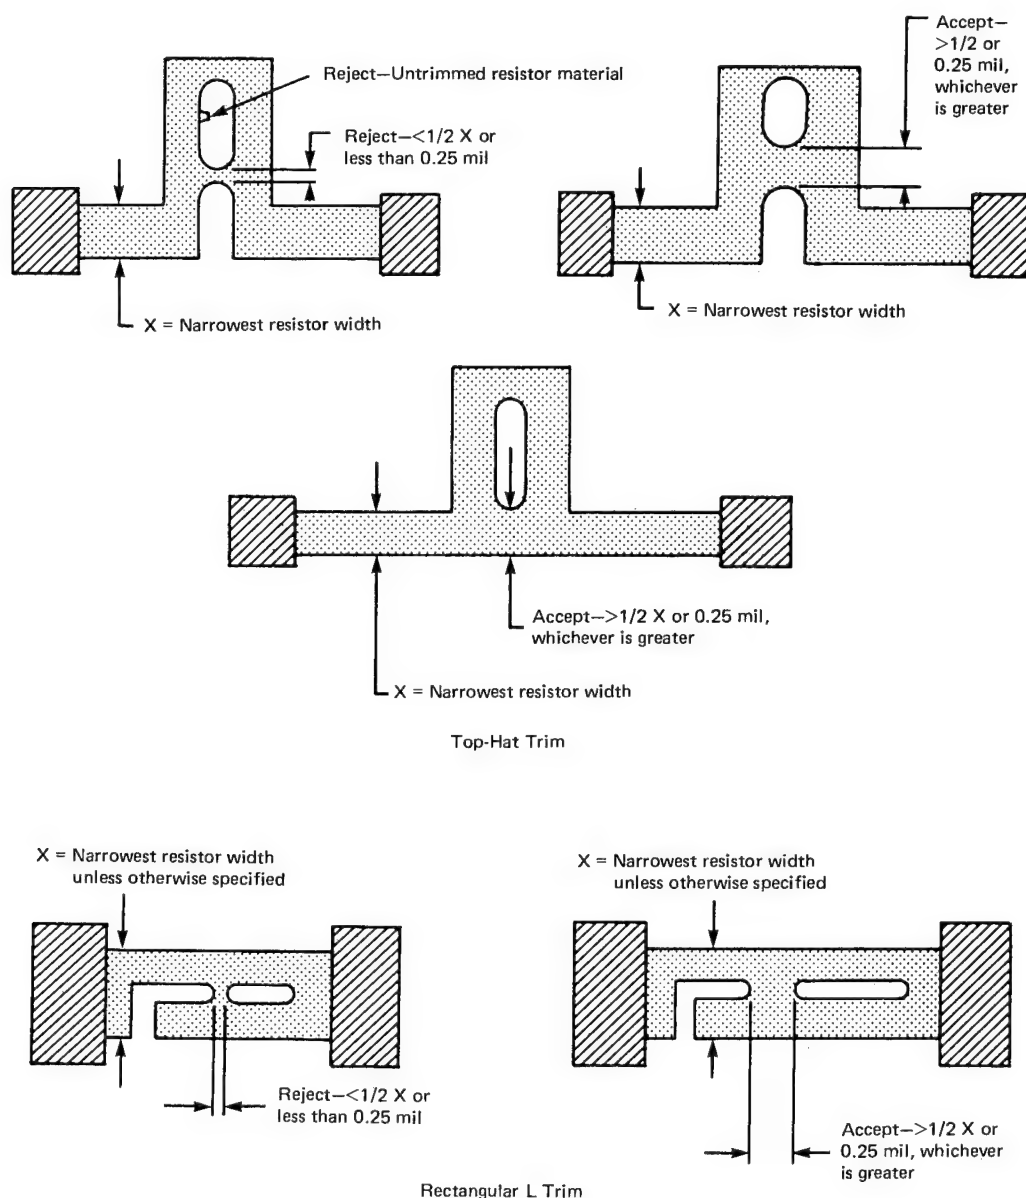 Reject—Untrimmed resistor material
Reject—<1/2 X or
less than 0.25 mil
X = Narrowest resistor width
Accept—
>1/2 or
0.25 mil,
whichever
is greater
X = Narrowest resistor width
Accept—>1/2 X or 0.25 mil,
whichever is greater
X = Narrowest resistor width
Top-Hat Trim
X = Narrowest resistor width
unless otherwise specified
Reject—<1/2 X or
less than 0.25 mil
X = Narrowest resistor width
unless otherwise specified
Accept—>1/2 X or
0.25 mil, whichever
is greater
Rectangular L Trim